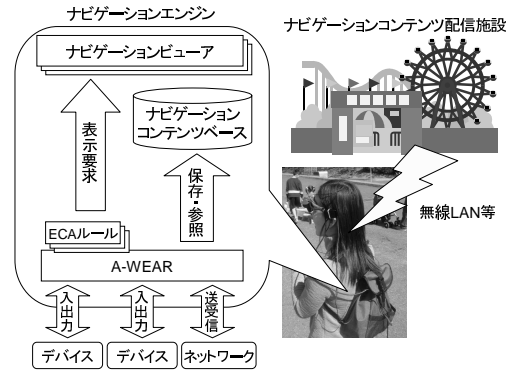 ナビゲーションエンジン
ナビゲーションビューア
ナビゲーション
コンテンツベース
表示要求
保存・参照
ECAルール
A-WEAR
入出力
入出力
送受信
デバイス
デバイス
ネットワーク
ナビゲーションコンテンツ配信施設
無線LAN等